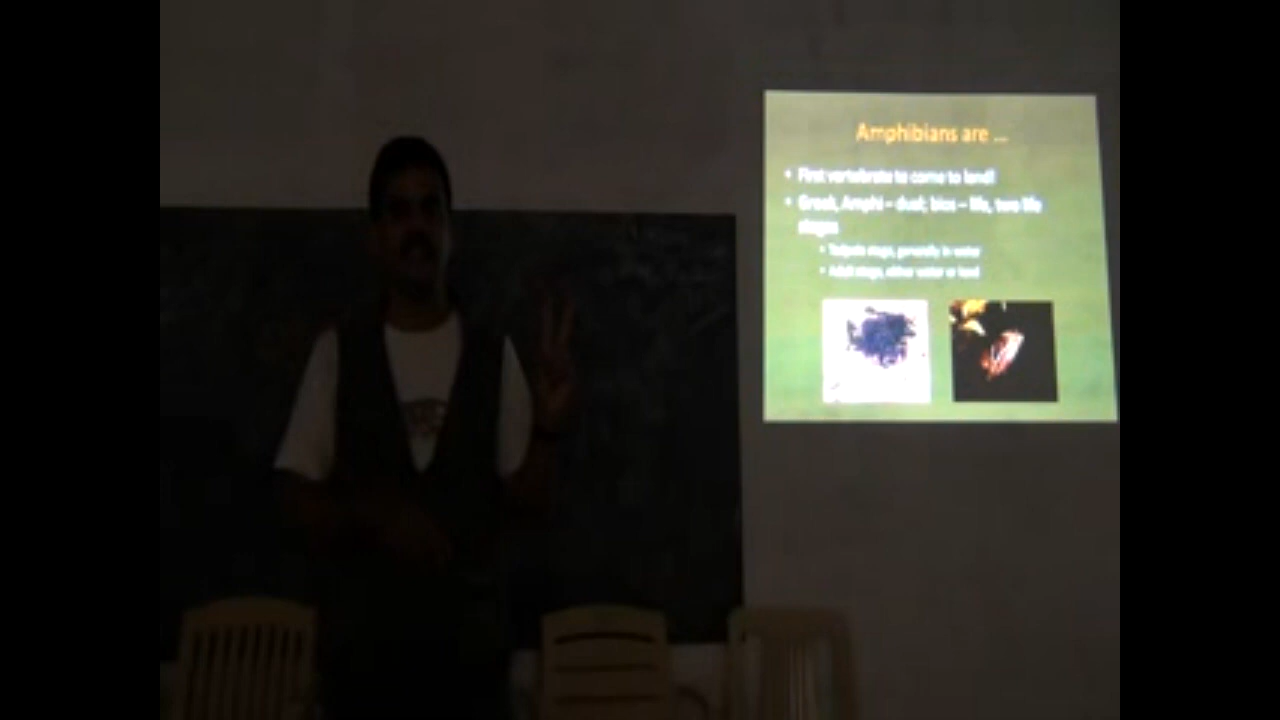 Amphibians are ...
• First vertebrate to come to land!
• Greek, Amphi – dual; bios – life, two life
stages
• Tadpole stage, generally in water
• Adult stage, either water or land